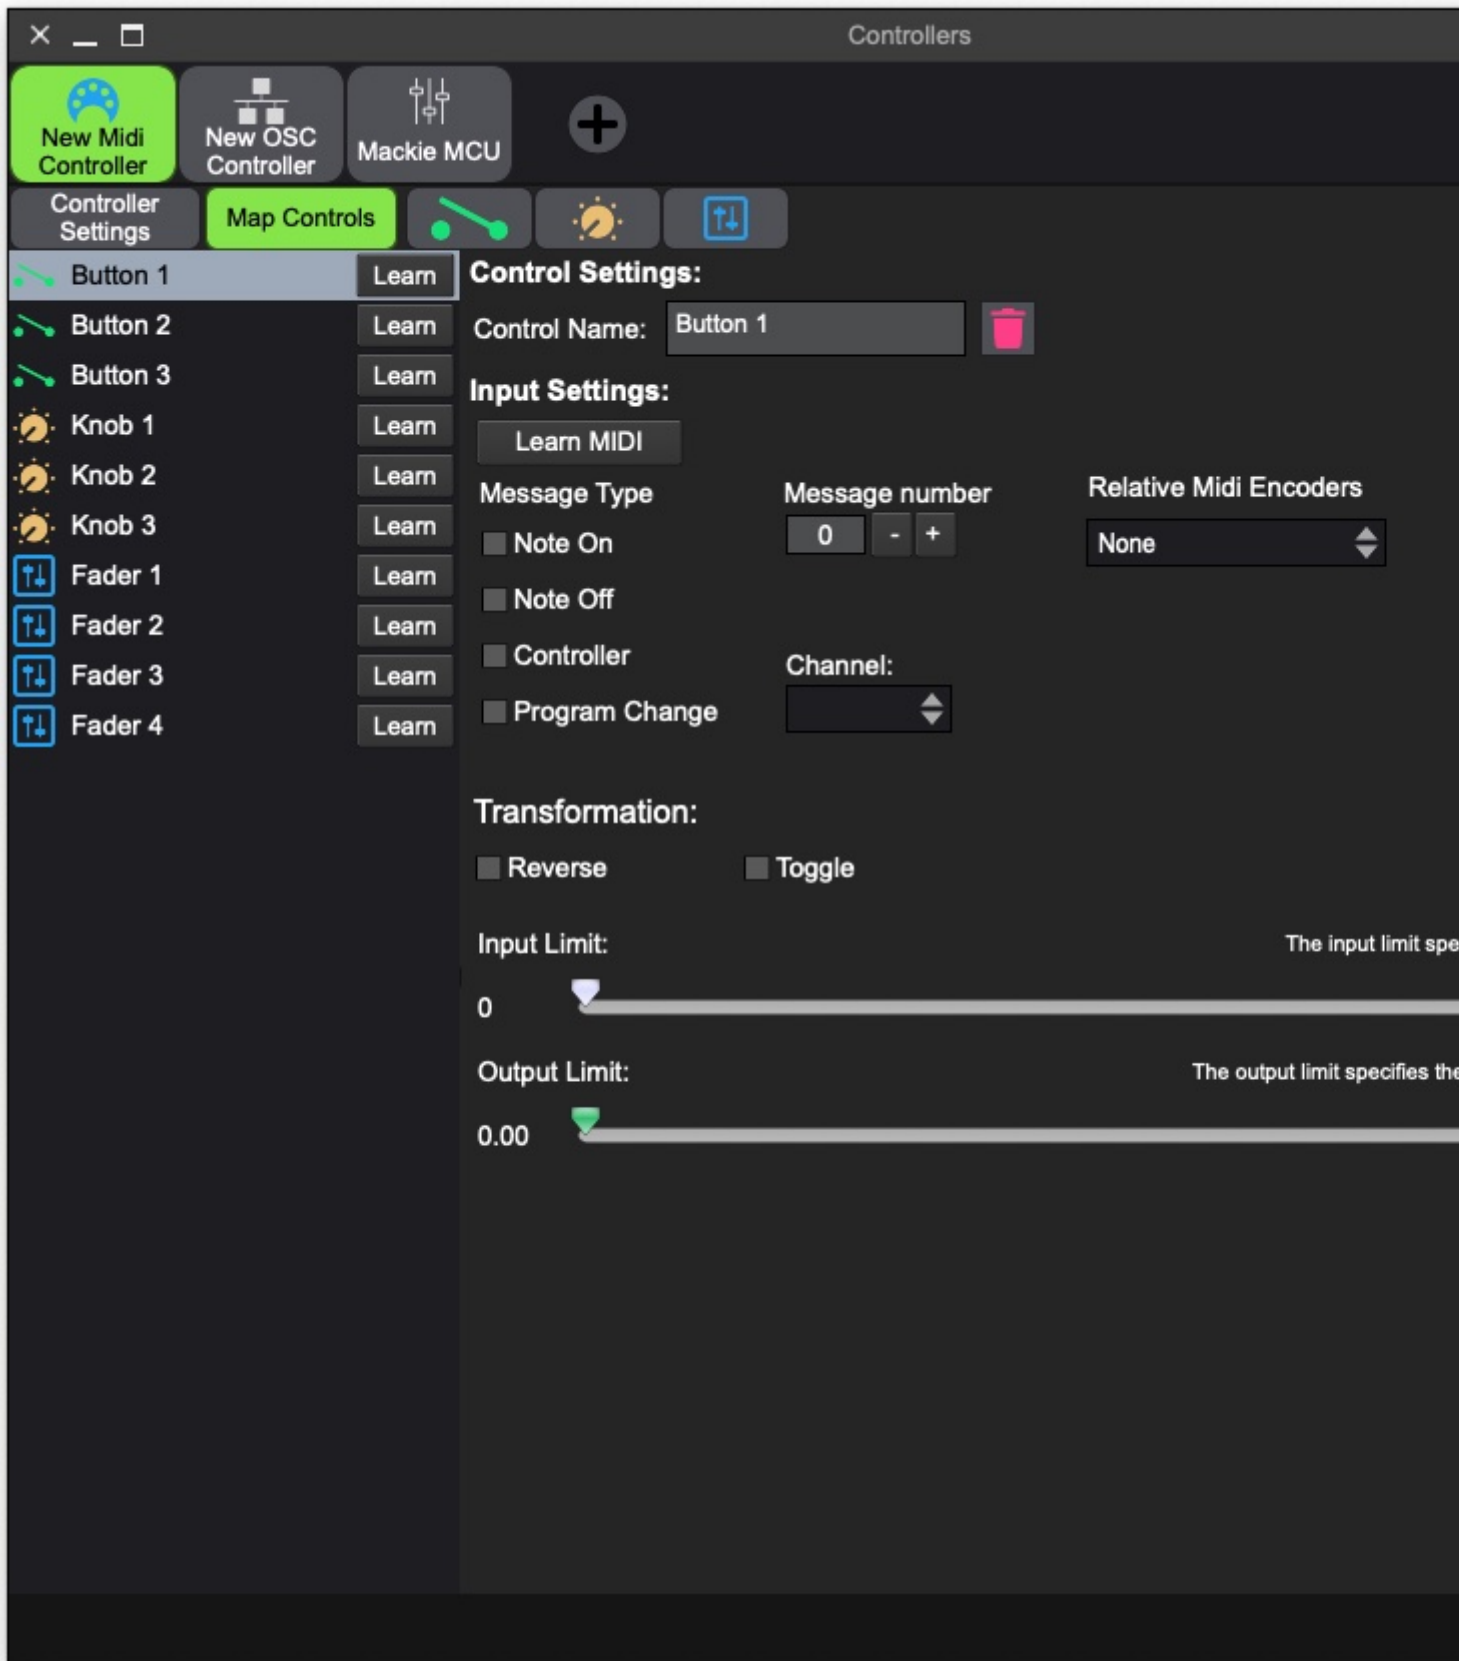 Controllers
New Midi
Controller
New OSC
Controller
Mackie MCU
Controller
Settings
Map Controls
Button 1 Learn
Button 2 Learn
Button 3 Learn
Knob 1 Learn
Knob 2 Learn
Knob 3 Learn
Fader 1 Learn
Fader 2 Learn
Fader 3 Learn
Fader 4 Learn
Control Settings:
Control Name: Button 1
Input Settings:
Learn MIDI
Message Type Message number Relative Midi Encoders
Note On 0 - + None
Note Off
Controller
Channel:
Program Change
Transformation:
Reverse Toggle
Input Limit: The input limit spe
0
Output Limit: The output limit specifies the
0.00